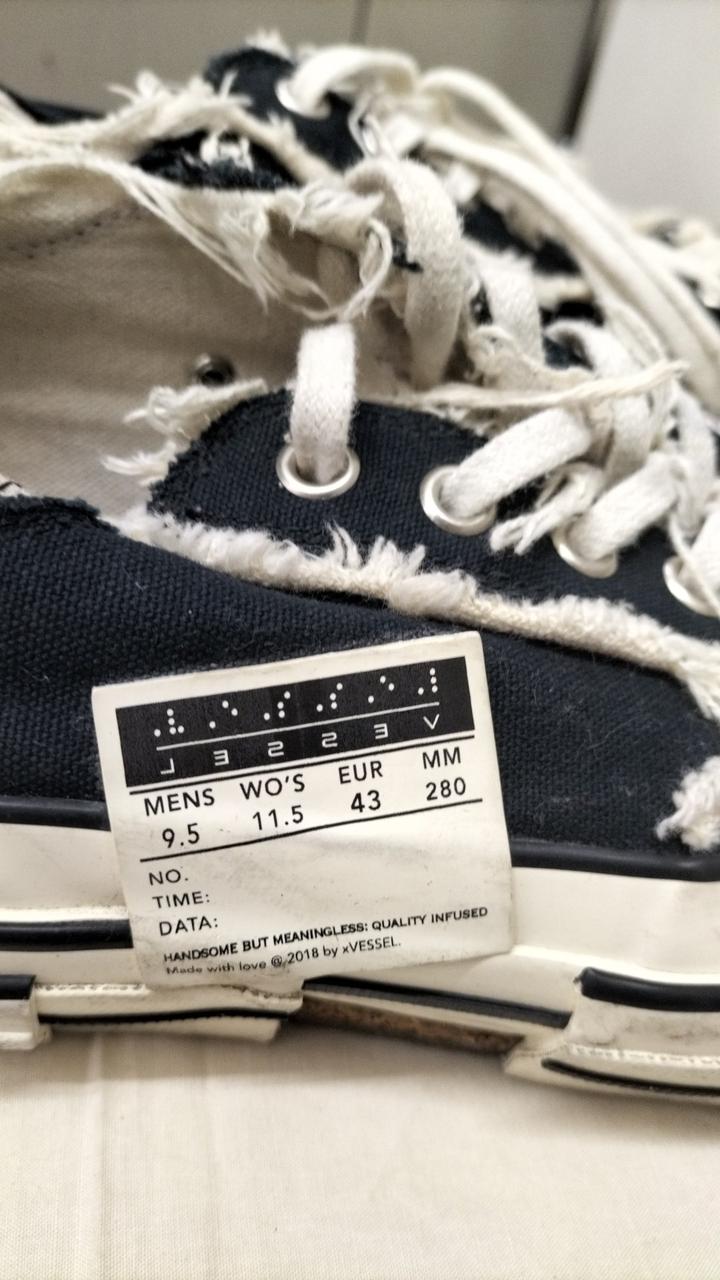 VESSEL
MENS WO'S EUR MM
9.5 11.5 43 280
NO.
TIME:
DATA:
HANDSOME BUT MEANINGLESS: QUALITY INFUSED
Made with love @ 2018 by xVESSEL.